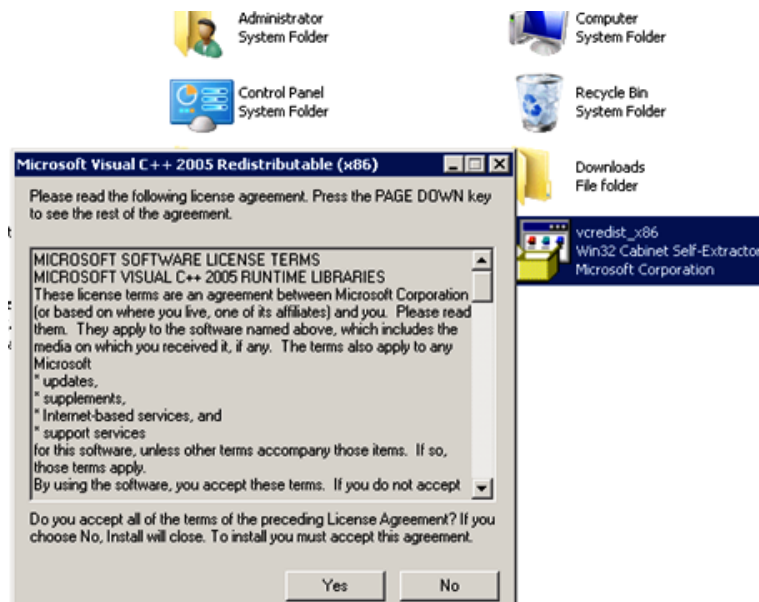 Administrator
System Folder
Computer
System Folder
Control Panel
System Folder
Recycle Bin
System Folder
Downloads
File folder
vcredist_x86
Win32 Cabinet Self-Extractor
Microsoft Corporation
Microsoft Visual C++ 2005 Redistributable (x86)
Please read the following license agreement. Press the PAGE DOWN key
to see the rest of the agreement.
MICROSOFT SOFTWARE LICENSE TERMS
MICROSOFT VISUAL C++ 2005 RUNTIME LIBRARIES
These license terms are an agreement between Microsoft Corporation
(or based on where you live, one of its affiliates) and you.  Please read
them.  They apply to the software named above, which includes the
media on which you received it, if any.  The terms also apply to any
Microsoft
* updates,
* supplements,
* Internet-based services, and
* support services
for this software, unless other terms accompany those items.  If so,
those terms apply.
By using the software, you accept these terms.  If you do not accept
Do you accept all of the terms of the preceding License Agreement? If you
choose No, Install will close. To install you must accept this agreement.
Yes
No